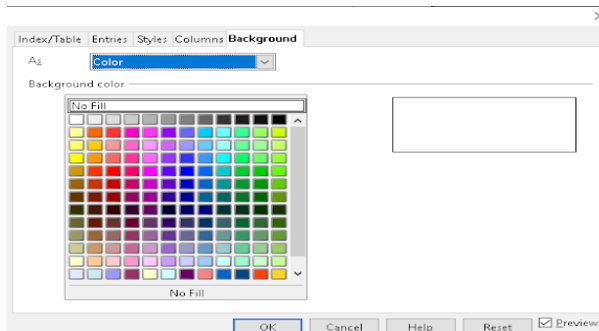 Index/Table Entries Styles Columns Background
As Color
Background color
No Fill
No Fill
OK Cancel Help Reset Preview